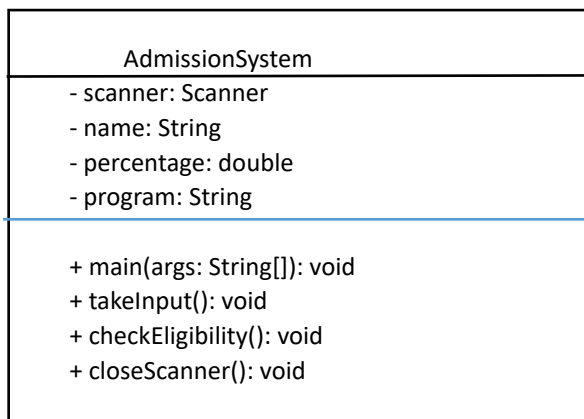 AdmissionSystem
- scanner: Scanner
- name: String
- percentage: double
- program: String
+ main(args: String[]): void
+ takeInput(): void
+ checkEligibility(): void
+ closeScanner(): void